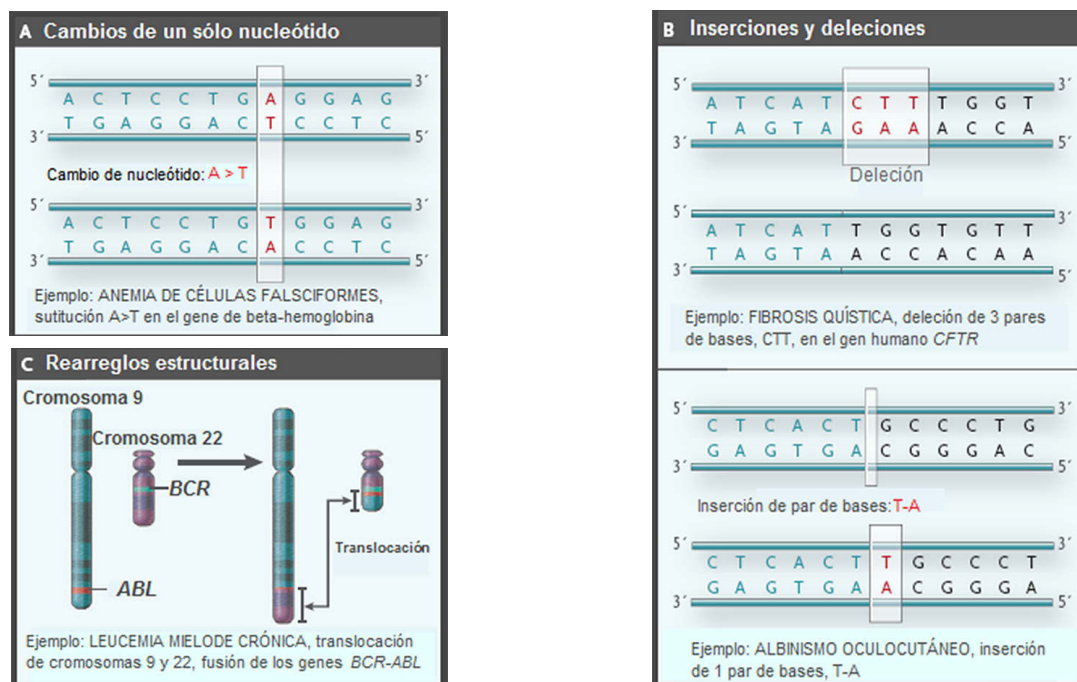 A Cambios de un sólo nucleótido
5´ 3´
A C T C C T G A G G A G
T G A G G A C T C C T C
3´ 5´
Cambio de nucleótido: A > T
5´ 3´
A C T C C T G T G G A G
T G A G G A C A C C T C
3´ 5´
Ejemplo: ANEMIA DE CÉLULAS FALSCIFORMES,
sutitución A>T en el gene de beta-hemoglobina
C Rearreglos estructurales
Cromosoma 9
Cromosoma 22
BCR
Translocación
ABL
Ejemplo: LEUCEMIA MIELODE CRÓNICA, translocación
de cromosomas 9 y 22, fusión de los genes BCR-ABL
B Inserciones y deleciones
5´ 3´
A T C A T C T T T G G T
T A G T A G A A A C C A
3´ 5´
Deleción
5´ 3´
A T C A T T G G T G T T
T A G T A A C C A C A A
3´ 5´
Ejemplo: FIBROSIS QUÍSTICA, deleción de 3 pares
de bases, CTT, en el gen humano CFTR
5´ 3´
C T C A C T G C C C T G
G A G T G A C G G G A C
3´ 5´
Inserción de par de bases:T-A
5´ 3´
C T C A C T T G C C C T
G A G T G A A C G G G A
3´ 5´
Ejemplo: ALBINISMO OCULOCUTÁNEO, inserción
de 1 par de bases, T-A